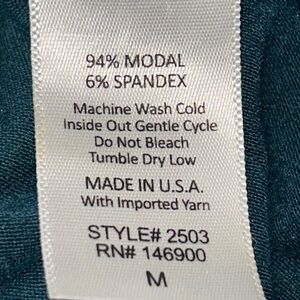 94% MODAL
6% SPANDEX
Machine Wash Cold
Inside Out Gentle Cycle
Do Not Bleach
Tumble Dry Low
MADE IN U.S.A.
With Imported Yarn
STYLE# 2503
RN# 146900
M